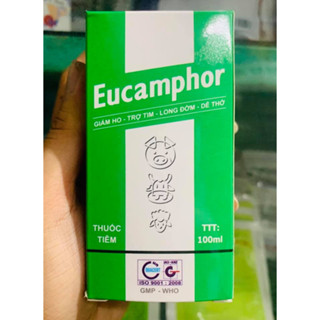 Eucamphor
GIẢM HO - TRỢ TIM - LONG ĐỜM - DỄ THỞ
THUỐC
TIÊM
TTT:
100ml
ISO 9001 - 2008
GMP - WHO